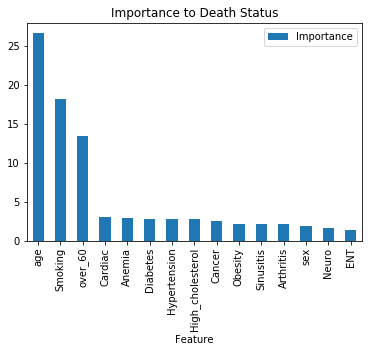 Importance to Death Status
Importance
25
20
15
10
5
0
age
Smoking
over_60
Cardiac
Anemia
Diabetes
Hypertension
High_cholesterol
Cancer
Obesity
Sinusitis
Arthritis
sex
Neuro
ENT
Feature